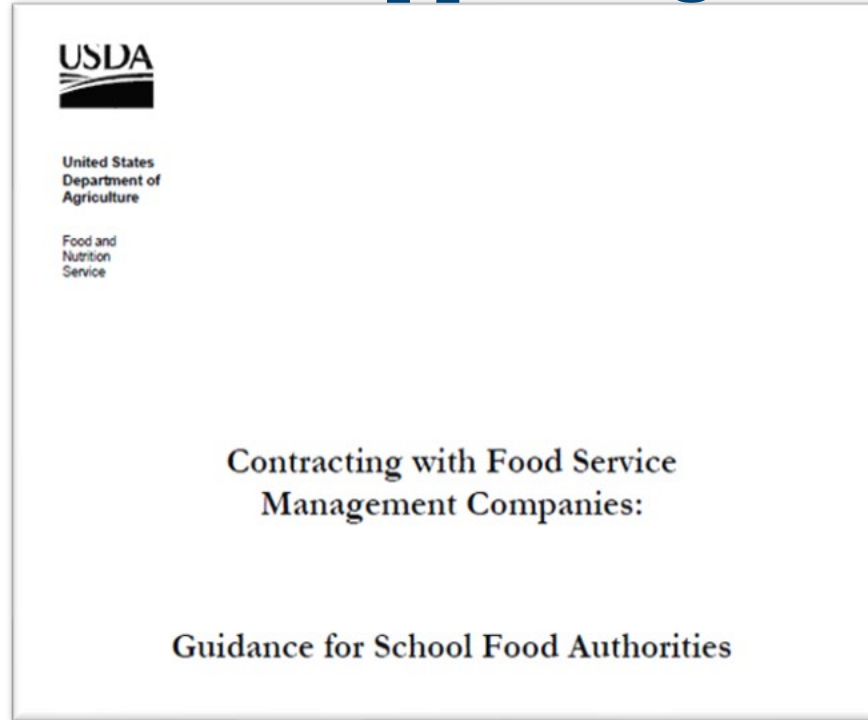 USDA
United States
Department of
Agriculture
Food and
Nutrition
Service
Contracting with Food Service
Management Companies:
Guidance for School Food Authorities